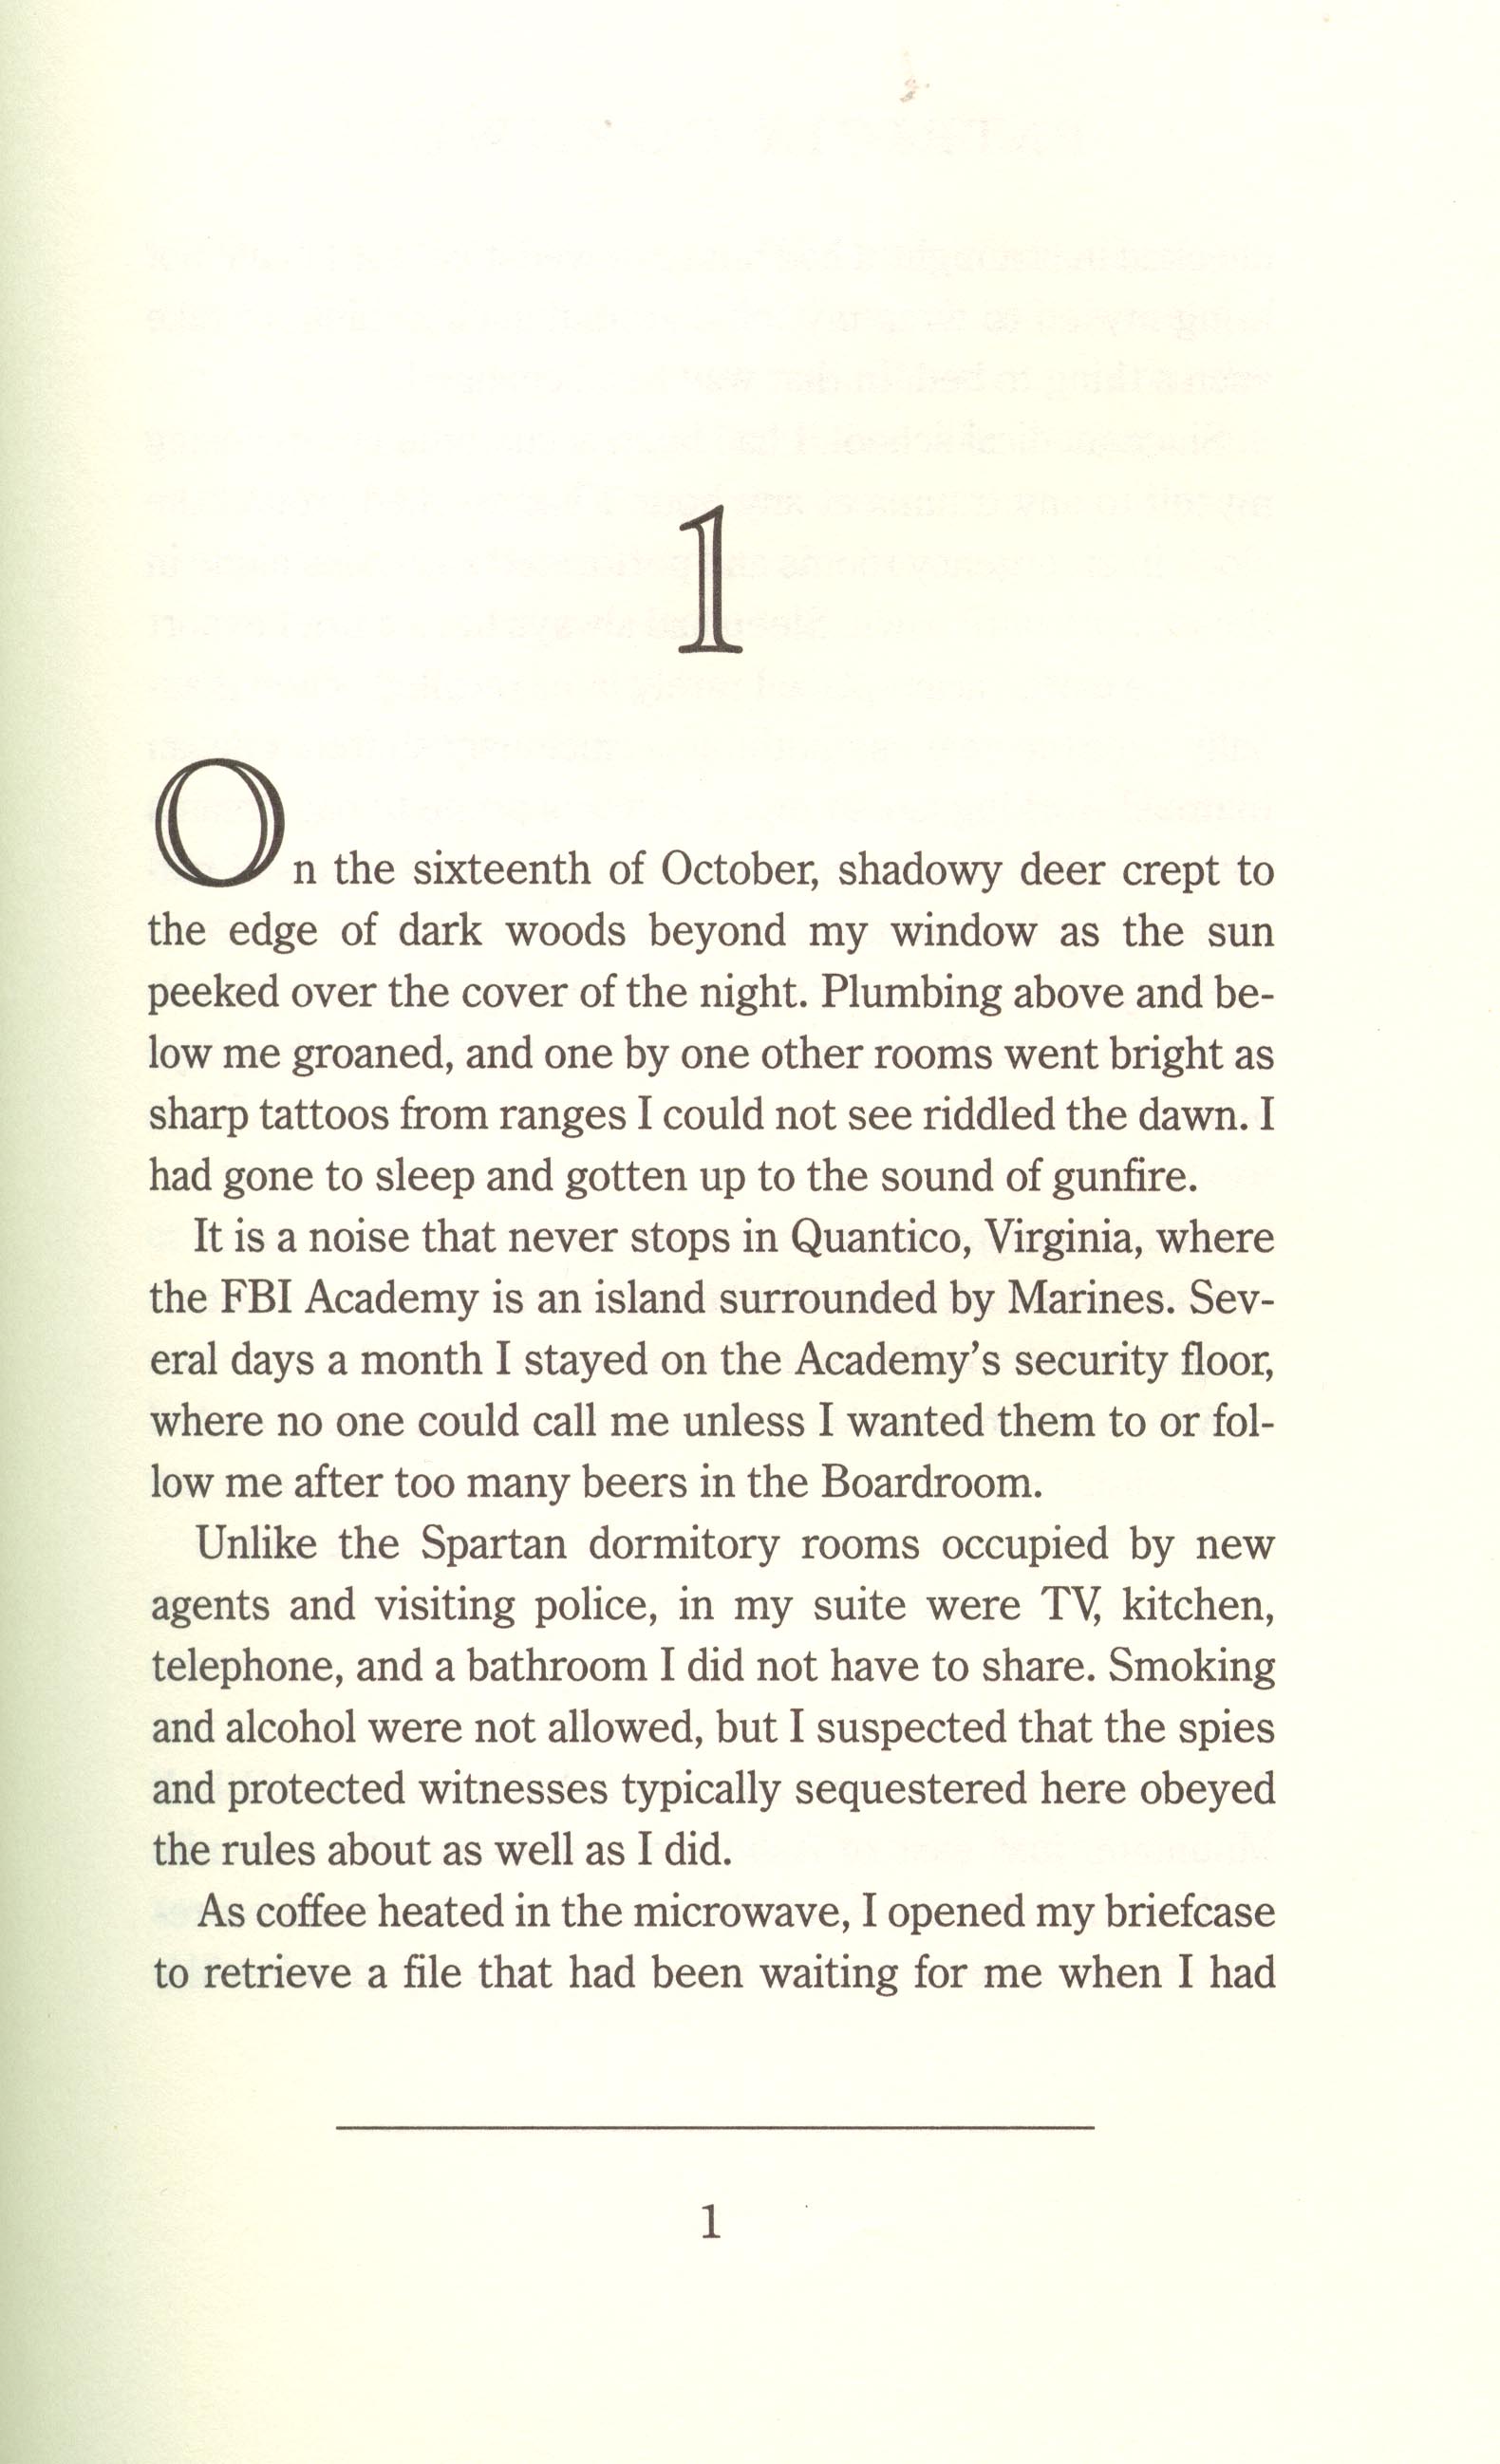 1
On the sixteenth of October, shadowy deer crept to
the edge of dark woods beyond my window as the sun
peeked over the cover of the night. Plumbing above and be-
low me groaned, and one by one other rooms went bright as
sharp tattoos from ranges I could not see riddled the dawn. I
had gone to sleep and gotten up to the sound of gunfire.
It is a noise that never stops in Quantico, Virginia, where
the FBI Academy is an island surrounded by Marines. Sev-
eral days a month I stayed on the Academy's security floor,
where no one could call me unless I wanted them to or fol-
low me after too many beers in the Boardroom.
Unlike the Spartan dormitory rooms occupied by new
agents and visiting police, in my suite were TV, kitchen,
telephone, and a bathroom I did not have to share. Smoking
and alcohol were not allowed, but I suspected that the spies
and protected witnesses typically sequestered here obeyed
the rules about as well as I did.
As coffee heated in the microwave, I opened my briefcase
to retrieve a file that had been waiting for me when I had
1